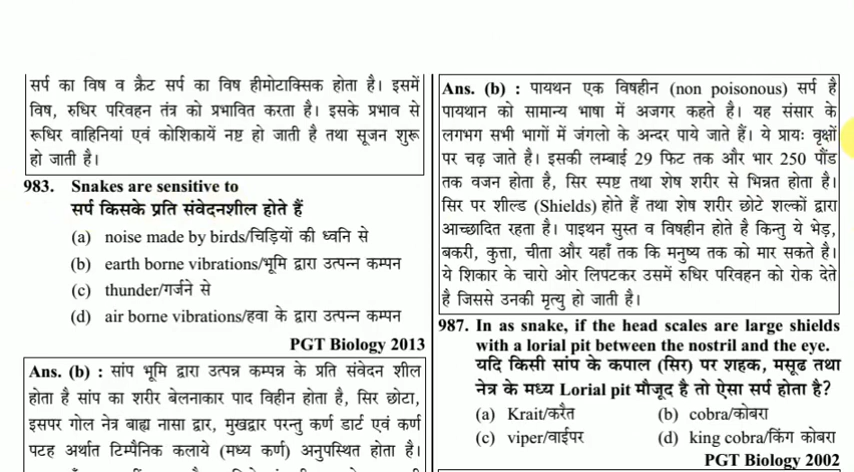 सर्प का विष व क्रैट सर्प का विष हीमोटाक्सिक होता है। इसमें
विष, रुधिर परिवहन तंत्र को प्रभावित करता है। इसके प्रभाव से
रूधिर वाहिनियां एवं कोशिकायें नष्ट हो जाती है तथा सूजन शुरू
हो जाती है।
983. Snakes are sensitive to
सर्प किसके प्रति संवेदनशील होते हैं
(a) noise made by birds/चिड़ियों की ध्वनि से
(b) earth borne vibrations/भूमि द्वारा उत्पन्न कम्पन
(c) thunder/गर्जने से
(d) air borne vibrations/हवा के द्वारा उत्पन्न कम्पन
PGT Biology 2013
Ans. (b) : सांप भूमि द्वारा उत्पन्न कम्पन्न के प्रति संवेदन शील
होता है सांप का शरीर बेलनाकार पाद विहीन होता है, सिर छोटा,
इसपर गोल नेत्र बाह्य नासा द्वार, मुखद्वार परन्तु कर्ण डार्ट एवं कर्ण
पटह अर्थात टिम्पैनिक कलाये (मध्य कर्ण) अनुपस्थित होता है।
Ans. (b) : पायथन एक विषहीन (non poisonous) सर्प है
पायथान को सामान्य भाषा में अजगर कहते है। यह संसार के
लगभग सभी भागों में जंगलो के अन्दर पाये जाते हैं। ये प्रायः वृक्षों
पर चढ़ जाते है। इसकी लम्बाई 29 फिट तक और भार 250 पौंड
तक वजन होता है, सिर स्पष्ट तथा शेष शरीर से भिन्नत होता है।
सिर पर शील्ड (Shields) होते हैं तथा शेष शरीर छोटे शल्कों द्वारा
आच्छादित रहता है। पाइथन सुस्त व विषहीन होते है किन्तु ये भेड़,
बकरी, कुत्ता, चीता और यहाँ तक कि मनुष्य तक को मार सकते है।
ये शिकार के चारो ओर लिपटकर उसमें रुधिर परिवहन को रोक देते
है जिससे उनकी मृत्यु हो जाती है।
987. In as snake, if the head scales are large shields
with a lorial pit between the nostril and the eye.
यदि किसी सांप के कपाल (सिर) पर शहक, मसूढ तथा
नेत्र के मध्य Lorial pit मौजूद है तो ऐसा सर्प होता है?
(a) Krait/करैत (b) cobra/कोबरा
(c) viper/वाईपर (d) king cobra/किंग कोबरा
PGT Biology 2002